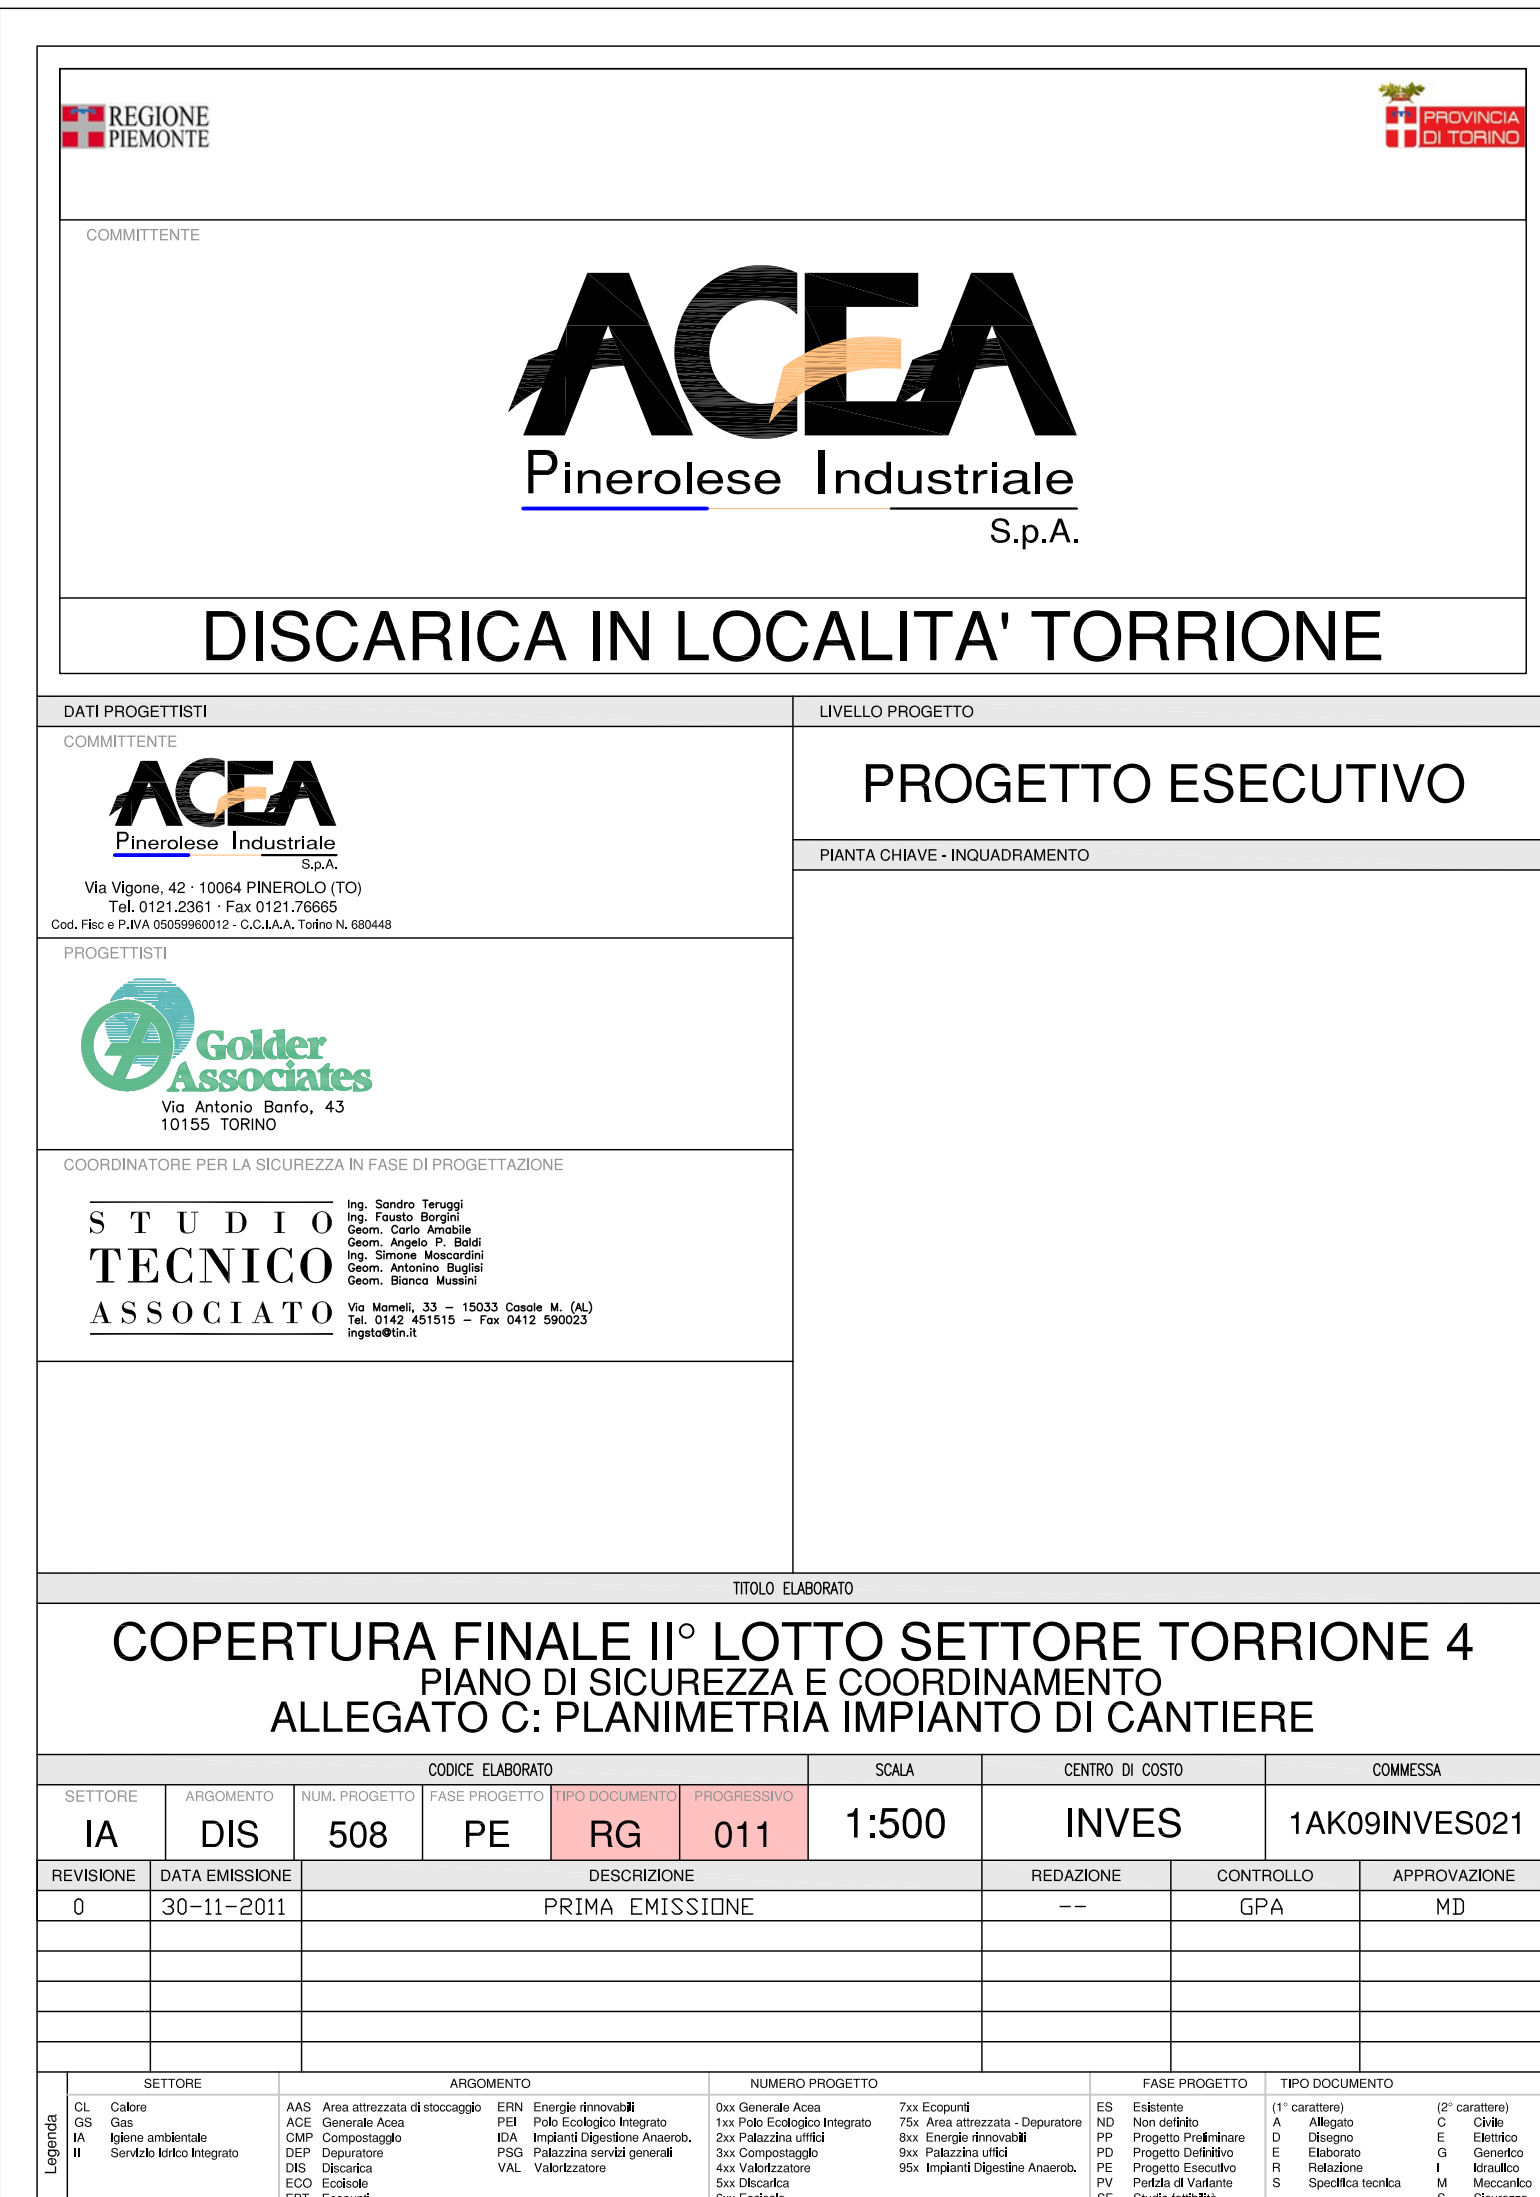 REGIONE
PIEMONTE
PROVINCIA
DI TORINO
COMMITTENTE
ACEA
Pinerolese Industriale
S.p.A.
DISCARICA IN LOCALITA' TORRIONE
DATI PROGETTISTI
COMMITTENTE
ACEA
Pinerolese Industriale
S.p.A.
Via Vigone, 42 · 10064 PINEROLO (TO)
Tel. 0121.2361 · Fax 0121.76665
Cod. Fisc e P.IVA 05059960012 - C.C.I.A.A. Torino N. 680448
LIVELLO PROGETTO
PROGETTO ESECUTIVO
PIANTA CHIAVE - INQUADRAMENTO
PROGETTISTI
Golder
Associates
Via Antonio Banfo, 43
10155 TORINO
COORDINATORE PER LA SICUREZZA IN FASE DI PROGETTAZIONE
STUDIO
TECNICO
ASSOCIATO
Ing. Sandro Teruggi
Ing. Fausto Borgini
Geom. Carlo Amabile
Geom. Angelo P. Baldi
Ing. Simone Moscardini
Geom. Antonino Buglisi
Geom. Bianca Mussini
Via Mameli, 33 – 15033 Casale M. (AL)
Tel. 0142 451515 – Fax 0412 590023
ingsta@tin.it
TITOLO ELABORATO
COPERTURA FINALE II° LOTTO SETTORE TORRIONE 4
PIANO DI SICUREZZA E COORDINAMENTO
ALLEGATO C: PLANIMETRIA IMPIANTO DI CANTIERE
CODICE ELABORATO SCALA CENTRO DI COSTO COMMESSA
SETTORE ARGOMENTO NUM. PROGETTO FASE PROGETTO TIPO DOCUMENTO PROGRESSIVO
IA DIS 508 PE RG 011 1:500 INVES 1AK09INVES021
REVISIONE DATA EMISSIONE DESCRIZIONE REDAZIONE CONTROLLO APPROVAZIONE
0 30-11-2011 PRIMA EMISSIONE -- GPA MD
Legenda
SETTORE
CL Calore
GS Gas
IA Igiene ambientale
II Servizio Idrico Integrato
ARGOMENTO
AAS Area attrezzata di stoccaggio
ACE Generale Acea
CMP Compostaggio
DEP Depuratore
DIS Discarica
ECO Ecoisole
ERN Energie rinnovabili
PEI Polo Ecologico Integrato
IDA Impianti Digestione Anaerob.
PSG Palazzina servizi generali
VAL Valorizzatore
NUMERO PROGETTO
0xx Generale Acea
1xx Polo Ecologico Integrato
2xx Palazzina ufffici
3xx Compostaggio
4xx Valorizzatore
5xx Discarica
7xx Ecopunti
75x Area attrezzata - Depuratore
8xx Energie rinnovabili
9xx Palazzina uffici
95x Impianti Digestine Anaerob.
FASE PROGETTO
ES Esistente
ND Non definito
PP Progetto Preliminare
PD Progetto Definitivo
PE Progetto Esecutivo
PV Perizia di Variante
TIPO DOCUMENTO
(1° carattere)
A Allegato
D Disegno
E Elaborato
R Relazione
S Specifica tecnica
(2° carattere)
C Civile
E Elettrico
G Generico
I Idraulico
M Meccanico